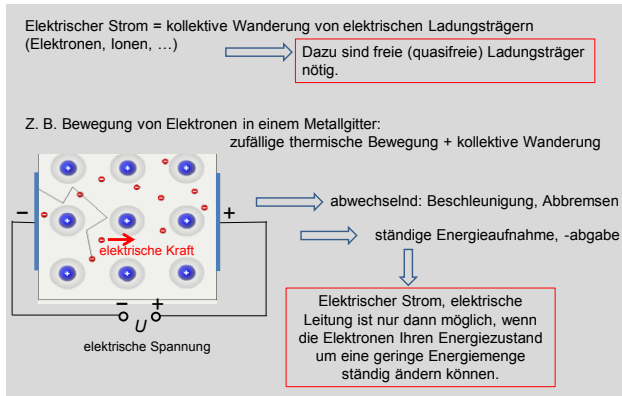 Elektrischer Strom = kollektive Wanderung von elektrischen Ladungsträgern
(Elektronen, Ionen, …)
Dazu sind freie (quasifreie) Ladungsträger
nötig.
Z. B. Bewegung von Elektronen in einem Metallgitter:
zufällige thermische Bewegung + kollektive Wanderung
abwechselnd: Beschleunigung, Abbremsen
− +
elektrische Kraft
ständige Energieaufnahme, -abgabe
− +
U
elektrische Spannung
Elektrischer Strom, elektrische
Leitung ist nur dann möglich, wenn
die Elektronen Ihren Energiezustand
um eine geringe Energiemenge
ständig ändern können.